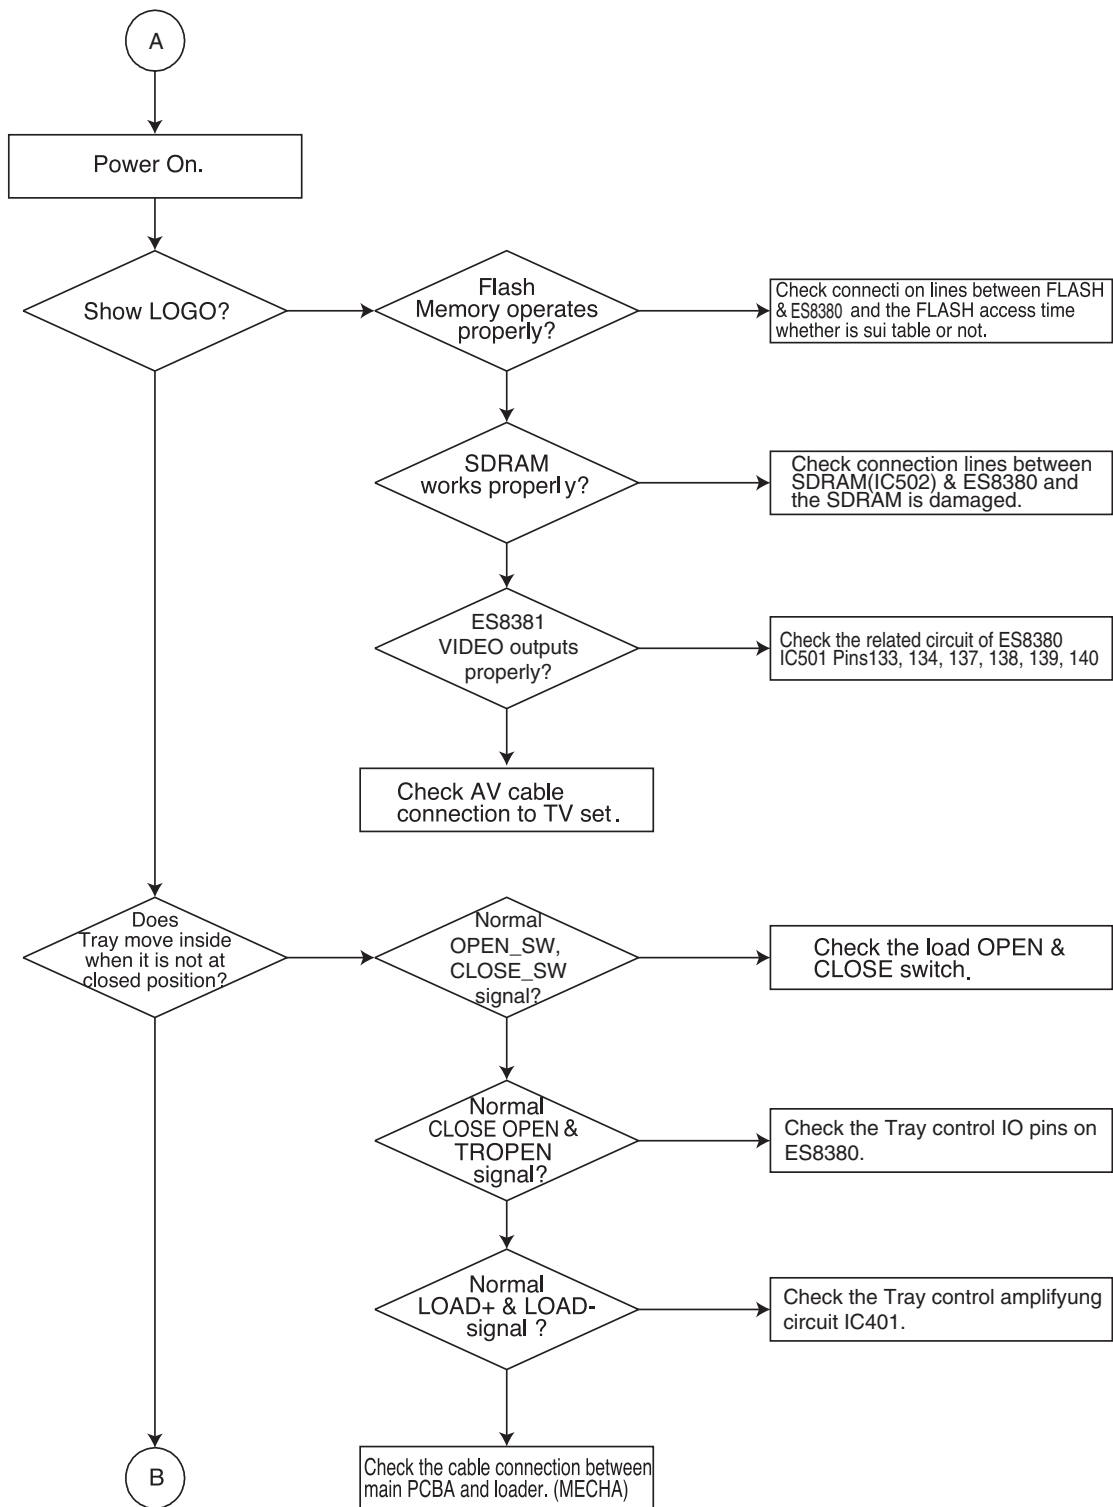 A
Power On.
Show LOGO?
Flash
Memory operates
properly?
Check connecti on lines between FLASH
& ES8380 and the FLASH access time
whether is sui table or not.
SDRAM
works properly?
Check connection lines between
SDRAM(IC502) & ES8380 and
the SDRAM is damaged.
ES8381
VIDEO outputs
properly?
Check the related circuit of ES8380
IC501 Pins133, 134, 137, 138, 139, 140
Check AV cable
connection to TV set.
Does
Tray move inside
when it is not at
closed position?
Normal
OPEN_SW,
CLOSE_SW
signal?
Check the load OPEN &
CLOSE switch.
Normal
CLOSE OPEN &
TROPEN
signal?
Check the Tray control IO pins on
ES8380.
Normal
LOAD+ & LOAD-
signal ?
Check the Tray control amplifyung
circuit IC401.
Check the cable connection between
main PCBA and loader. (MECHA)
B